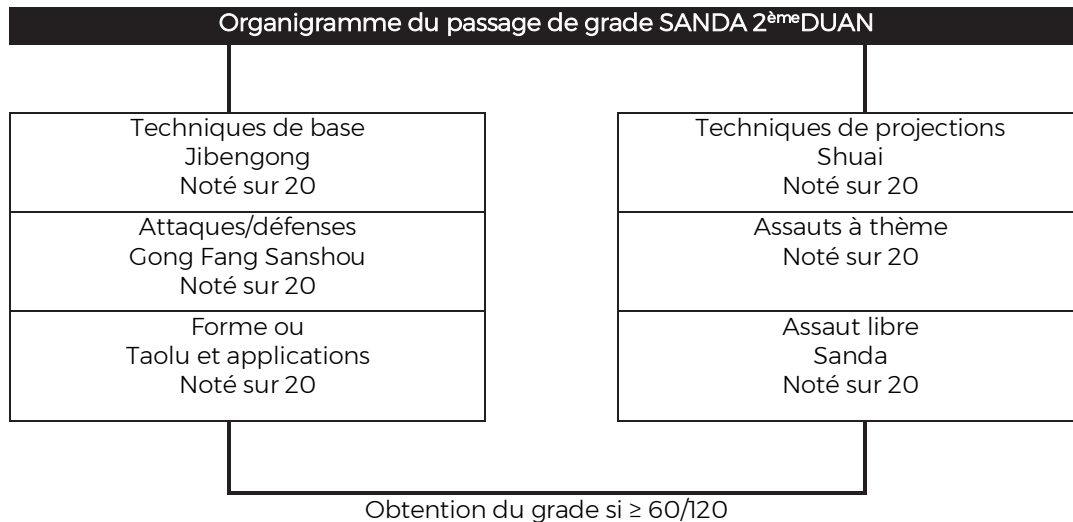 Organigramme du passage de grade SANDA 2èmeDUAN
Techniques de base
Jibengong
Noté sur 20
Attaques/défenses
Gong Fang Sanshou
Noté sur 20
Forme ou
Taolu et applications
Noté sur 20
Techniques de projections
Shuai
Noté sur 20
Assauts à thème
Noté sur 20
Assaut libre
Sanda
Noté sur 20
Obtention du grade si ≥ 60/120